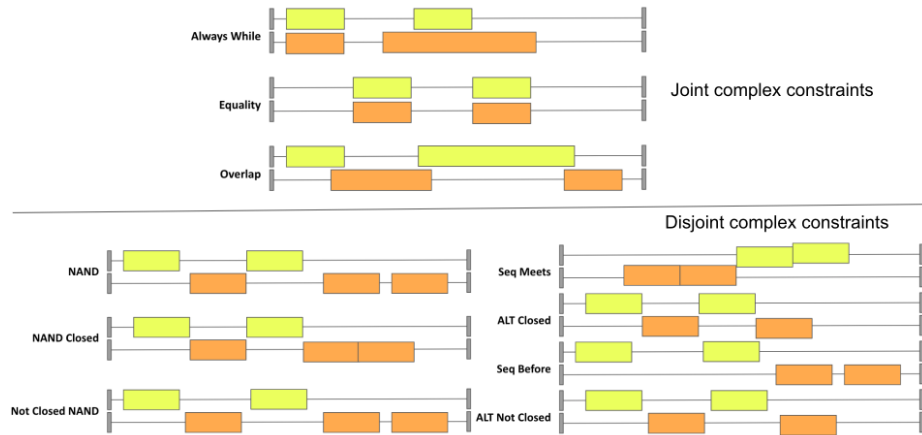 Always While
Equality
Joint complex constraints
Overlap
Disjoint complex constraints
NAND
Seq Meets
NAND Closed
ALT Closed
Seq Before
Not Closed NAND
ALT Not Closed